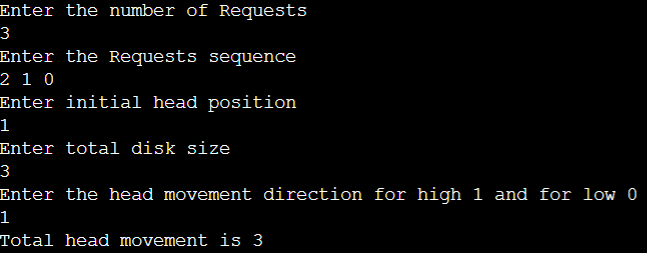 Enter the number of Requests
3
Enter the Requests sequence
2 1 0
Enter initial head position
1
Enter total disk size
3
Enter the head movement direction for high 1 and for low 0
1
Total head movement is 3